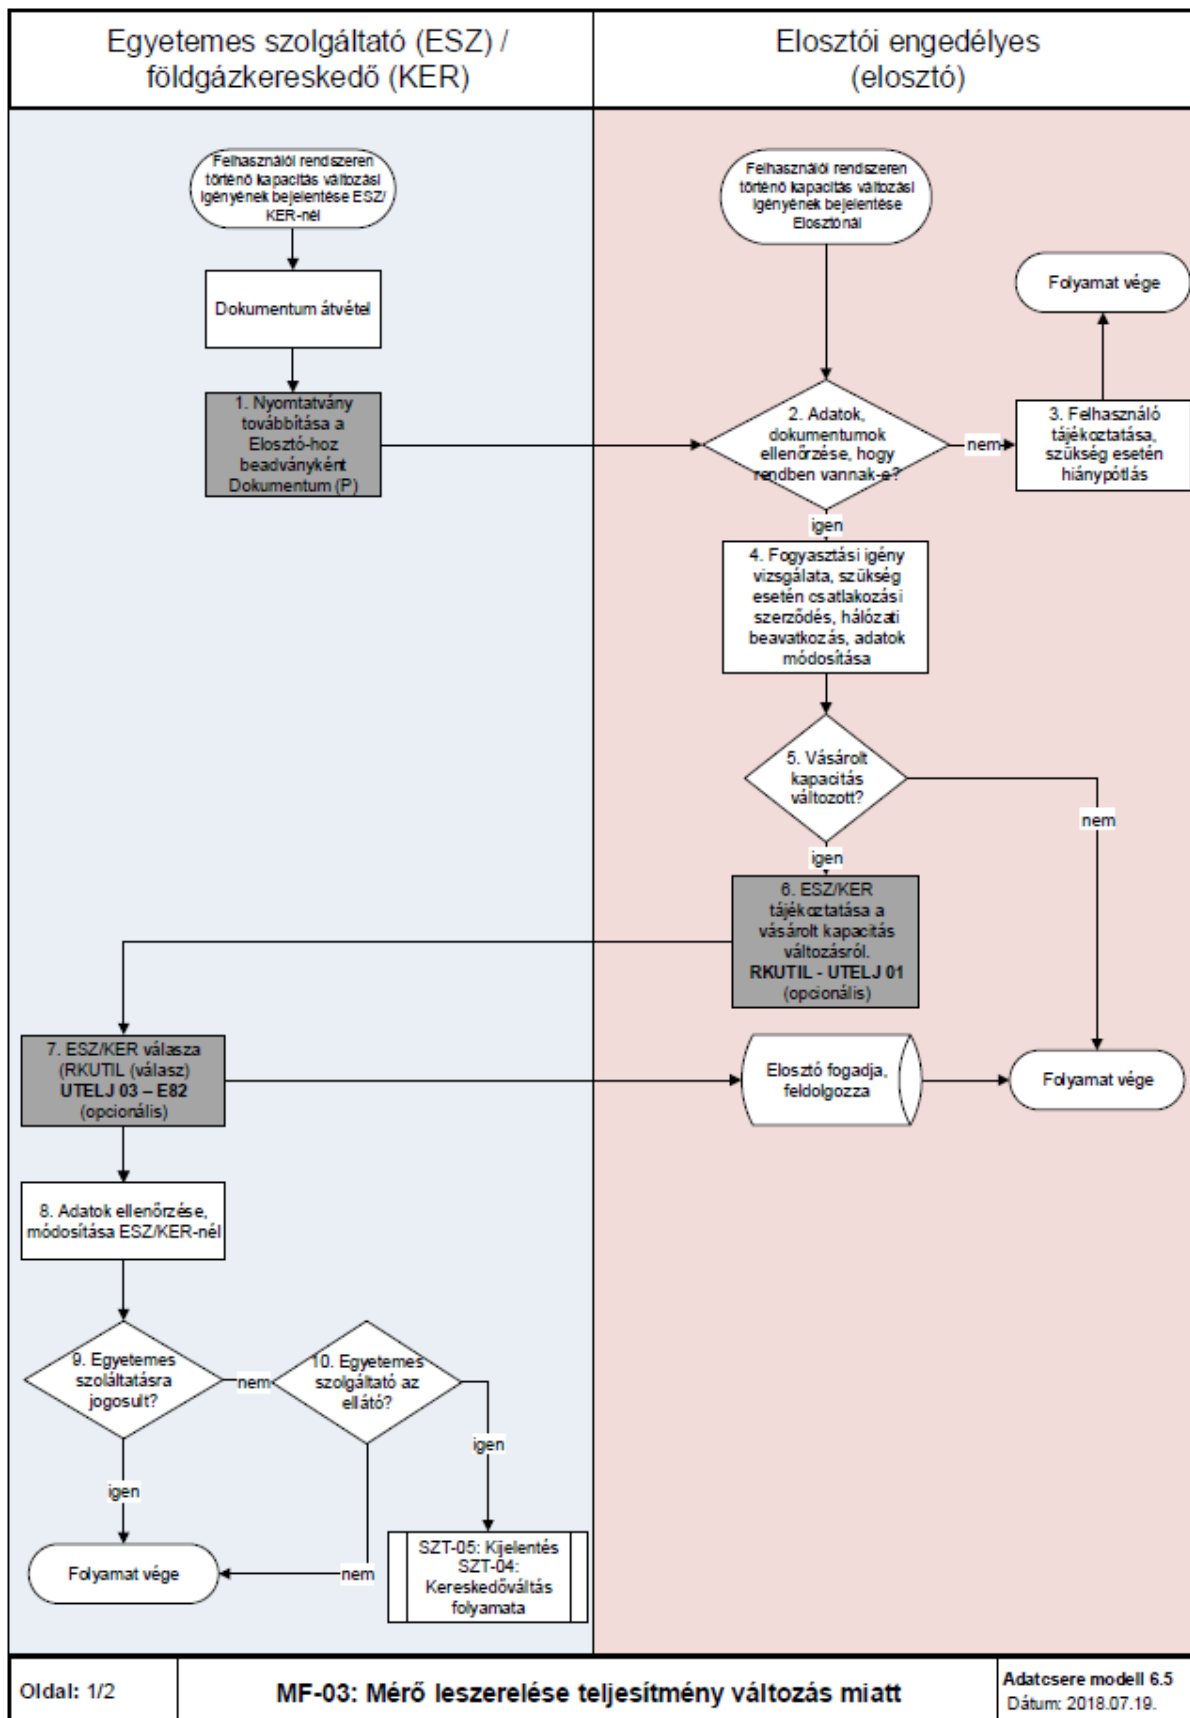 Egyetemes szolgáltató (ESZ) /
földgázkereskedő (KER)
Elosztói engedélyes
(elosztó)
Felhasználói rendszeren
történő kapacitás változási
igényének bejelentése ESZ/
KER-nél
Dokumentum átvétel
1. Nyomtatvány
továbbítása a
Elosztó-hoz
beadványként
Dokumentum (P)
Felhasználói rendszeren
történő kapacitás változási
igényének bejelentése
Elosztónál
Folyamat vége
2. Adatok,
dokumentumok
ellenőrzése, hogy
rendben vannak-e?
nem
3. Felhasználó
tájékoztatása,
szükség esetén
hiánypótlás
igen
4. Fogyasztási igény
vizsgálata, szükség
esetén csatlakozási
szerződés, hálózati
beavatkozás, adatok
módosítása
5. Vásárolt
kapacitás
változott?
nem
igen
6. ESZ/KER
tájékoztatása a
vásárolt kapacitás
változásról.
RKUTIL - UTELJ 01
(opcionális)
7. ESZ/KER válasza
(RKUTIL (válasz)
UTELJ 03 – E82
(opcionális)
Elosztó fogadja,
feldolgozza
Folyamat vége
8. Adatok ellenőrzése,
módosítása ESZ/KER-nél
9. Egyetemes
szoláltatásra
jogosult?
nem
10. Egyetemes
szolgáltató az
ellátó?
igen
igen
Folyamat vége
nem
SZT-05: Kijelentés
SZT-04:
Kereskedőváltás
folyamata
Oldal: 1/2
MF-03: Mérő leszerelése teljesítmény változás miatt
Adatcsere modell 6.5
Dátum: 2018.07.19.